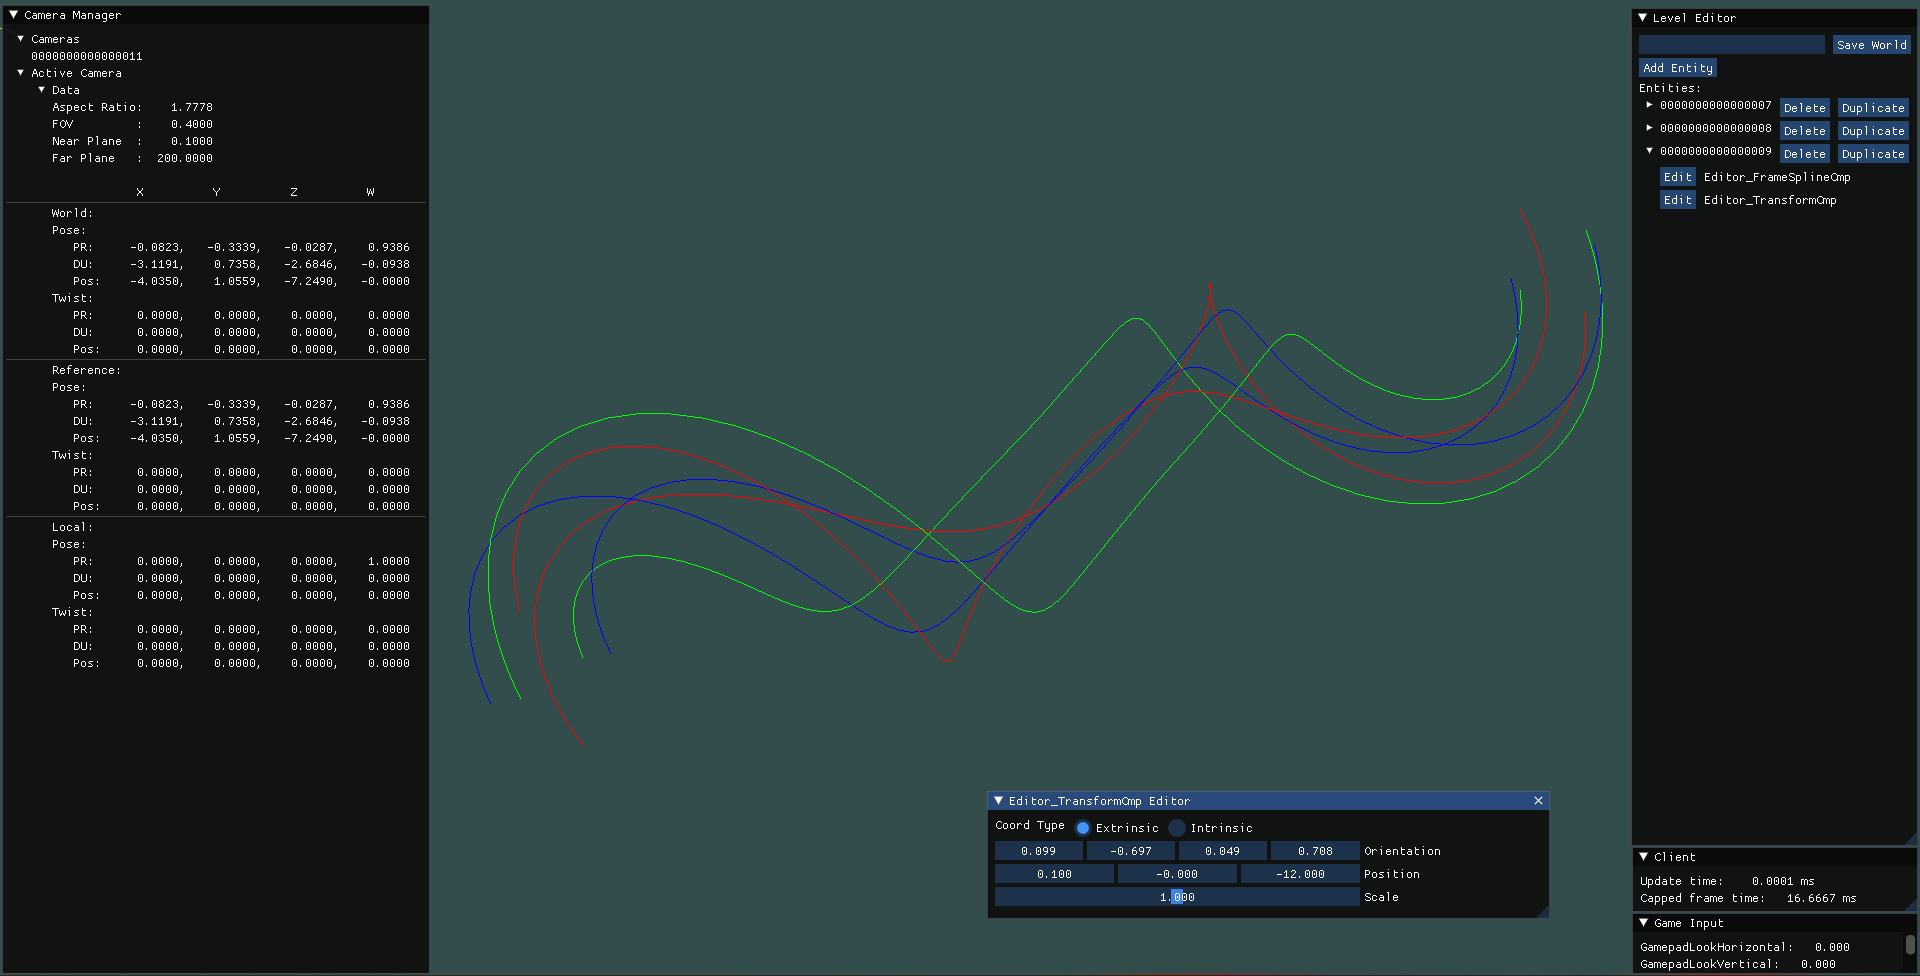 Camera Manager
Cameras
0000000000000011
Active Camera
Data
Aspect Ratio: 1.7778
FOV : 0.4000
Near Plane : 0.1000
Far Plane : 200.0000
X Y Z W
World:
Pose:
PR: -0.0823, -0.3339, -0.0287, 0.9386
DU: -3.1191, 0.7358, -2.6846, -0.0938
Pos: -4.0350, 1.0559, -7.2490, -0.0000
Twist:
PR: 0.0000, 0.0000, 0.0000, 0.0000
DU: 0.0000, 0.0000, 0.0000, 0.0000
Pos: 0.0000, 0.0000, 0.0000, 0.0000
Reference:
Pose:
PR: -0.0823, -0.3339, -0.0287, 0.9386
DU: -3.1191, 0.7358, -2.6846, -0.0938
Pos: -4.0350, 1.0559, -7.2490, -0.0000
Twist:
PR: 0.0000, 0.0000, 0.0000, 0.0000
DU: 0.0000, 0.0000, 0.0000, 0.0000
Pos: 0.0000, 0.0000, 0.0000, 0.0000
Local:
Pose:
PR: 0.0000, 0.0000, 0.0000, 1.0000
DU: 0.0000, 0.0000, 0.0000, 0.0000
Pos: 0.0000, 0.0000, 0.0000, 0.0000
Twist:
PR: 0.0000, 0.0000, 0.0000, 0.0000
DU: 0.0000, 0.0000, 0.0000, 0.0000
Pos: 0.0000, 0.0000, 0.0000, 0.0000
Editor_TransformCmp Editor
Coord Type Extrinsic Intrinsic
0.099 -0.697 0.049 0.708 Orientation
0.100 -0.000 -12.000 Position
1.000 Scale
Level Editor
Save World
Add Entity
Entities:
0000000000000007 Delete Duplicate
0000000000000008 Delete Duplicate
0000000000000009 Delete Duplicate
Edit Editor_FrameSplineCmp
Edit Editor_TransformCmp
Client
Update time: 0.0001 ms
Capped frame time: 16.6667 ms
Game Input
GamepadLookHorizontal: 0.000
GamepadLookVertical: 0.000